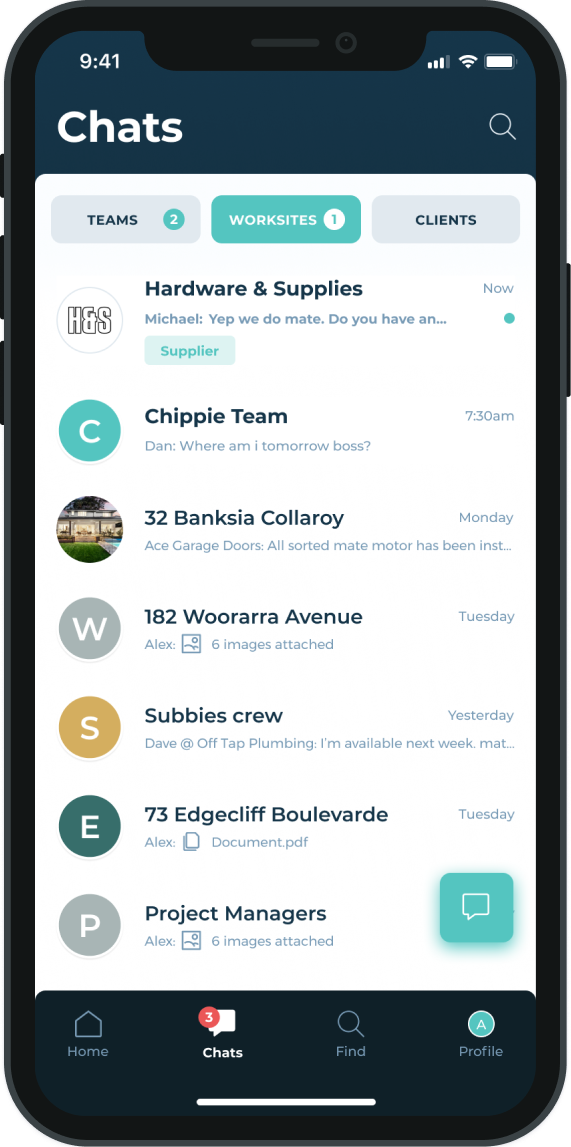 9:41
Chats
TEAMS 2 WORKSITES 1 CLIENTS
H&S
Hardware & Supplies Now
Michael: Yep we do mate. Do you have an...
Supplier
C
Chippie Team 7:30am
Dan: Where am i tomorrow boss?
32 Banksia Collaroy Monday
Ace Garage Doors: All sorted mate motor has been inst...
W
182 Woorarra Avenue Tuesday
Alex: 6 images attached
S
Subbies crew Yesterday
Dave @ Off Tap Plumbing: I'm available next week. mat...
E
73 Edgecliff Boulevarde Tuesday
Alex: Document.pdf
P
Project Managers
Alex: 6 images attached
3 A
Home Chats Find Profile